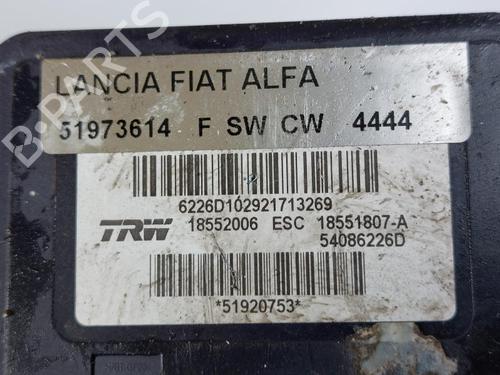 LANCIA FIAT ALFA
51973614 F SW CW 4444
6226D102921713269
TRW 18552006 ESC 18551807-A
54086226D
*51920753*
B-PARTS